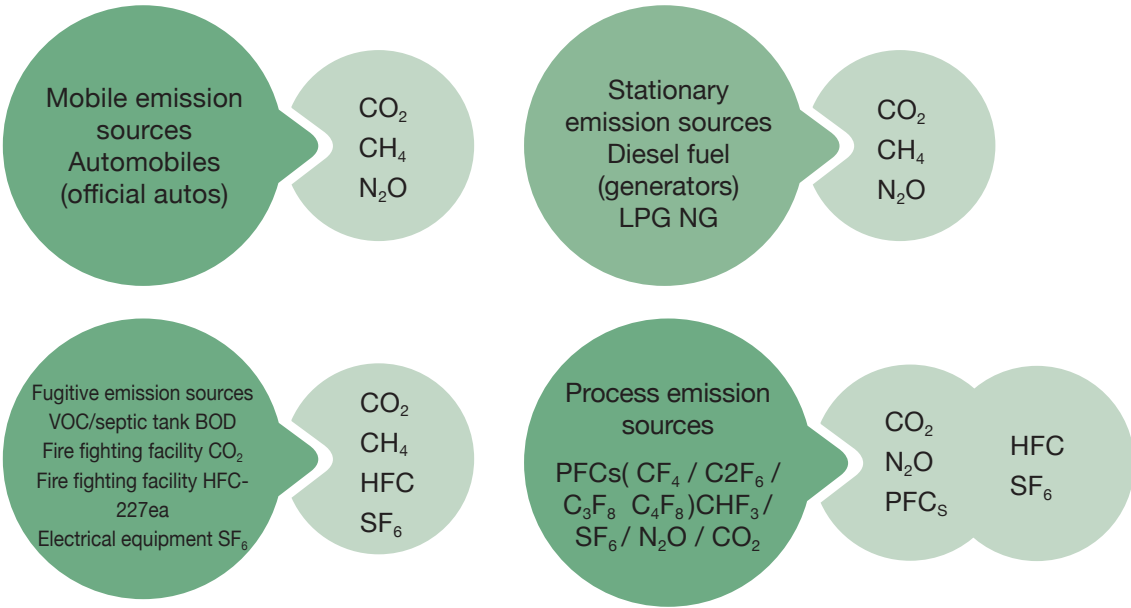 Mobile emission
sources
Automobiles
(official autos)
CO₂
CH₄
N₂O
Stationary
emission sources
Diesel fuel
(generators)
LPG NG
CO₂
CH₄
N₂O
Fugitive emission sources
VOC/septic tank BOD
Fire fighting facility CO₂
Fire fighting facility HFC-
227ea
Electrical equipment SF₆
CO₂
CH₄
HFC
SF₆
Process emission
sources
PFCs( CF₄ / C2F₆ /
C₃F₈ C₄F₈)CHF₃ /
SF₆ / N₂O / CO₂
CO₂
N₂O
PFCₛ
HFC
SF₆